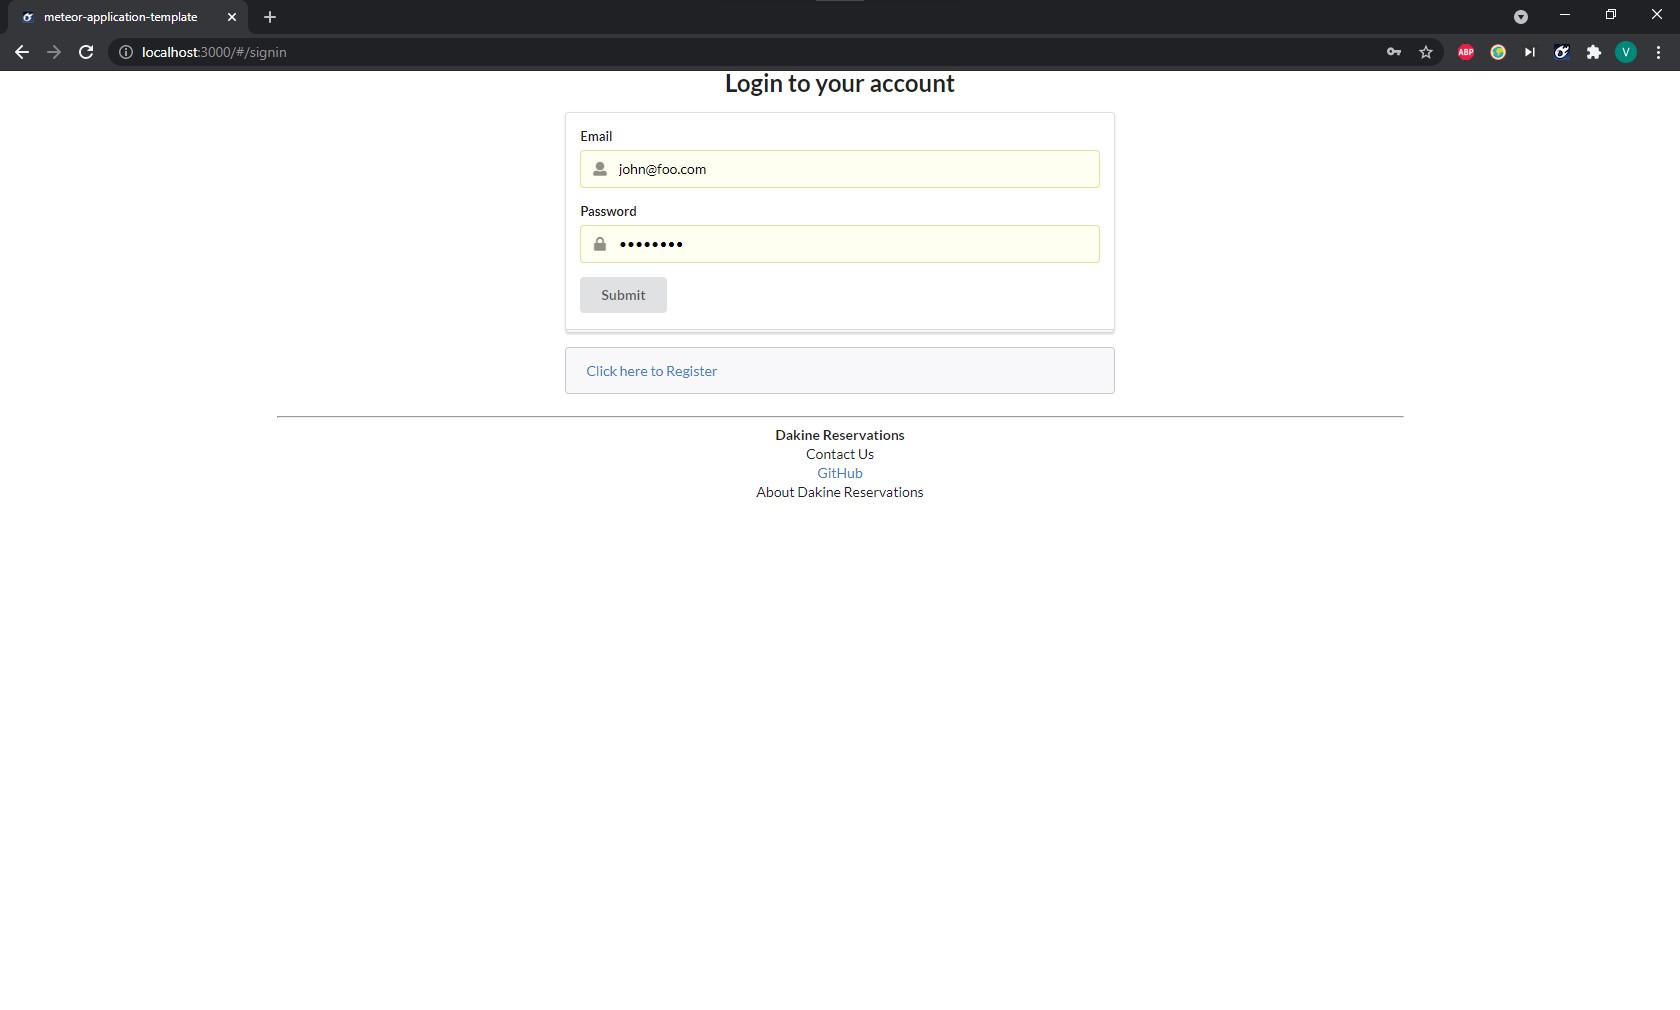 meteor-application-template
localhost:3000/#/signin
ABP
V
Login to your account
Email
john@foo.com
Password
••••••••
Submit
Click here to Register
Dakine Reservations
Contact Us
GitHub
About Dakine Reservations